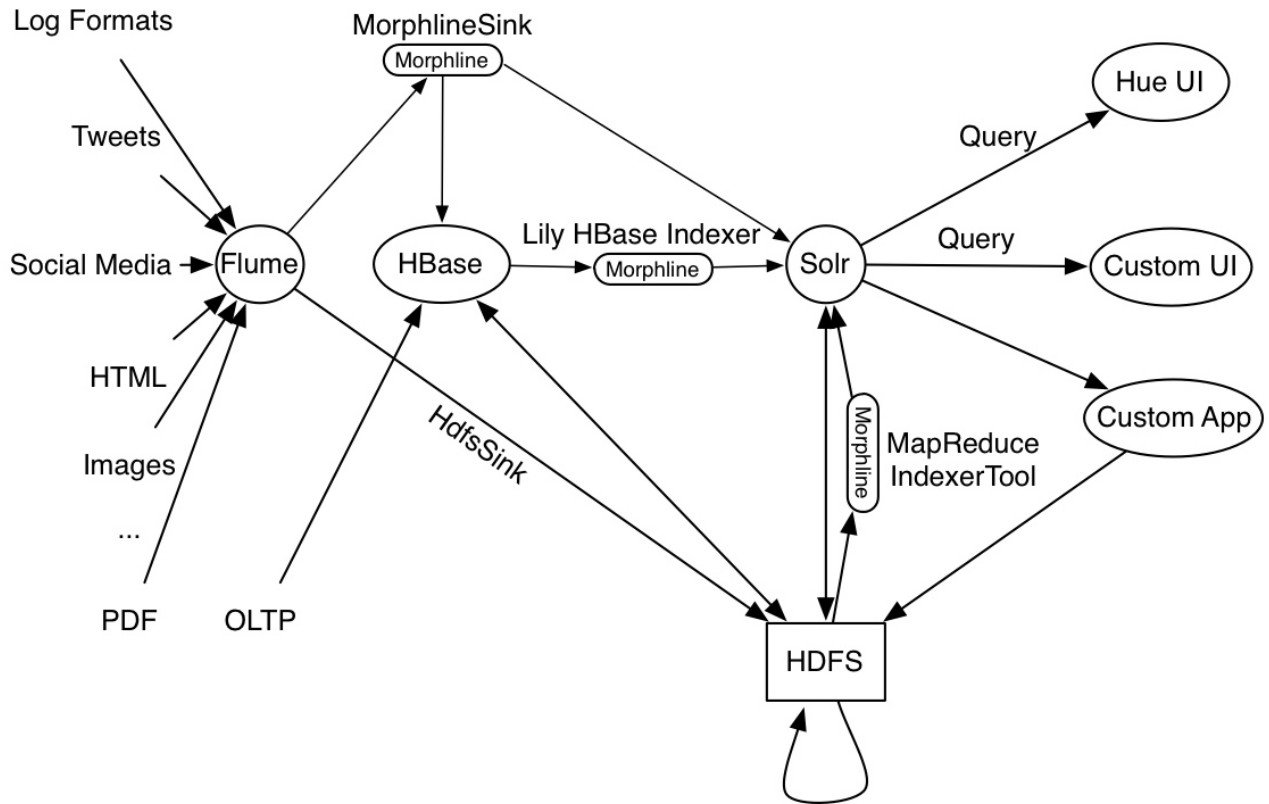 Log Formats
MorphlineSink
Morphline
Hue UI
Tweets
Query
Social Media
Flume
HBase
Lily HBase Indexer
Morphline
Solr
Query
Custom UI
HTML
HdfsSink
Morphline
MapReduce
IndexerTool
Custom App
Images
...
PDF
OLTP
HDFS